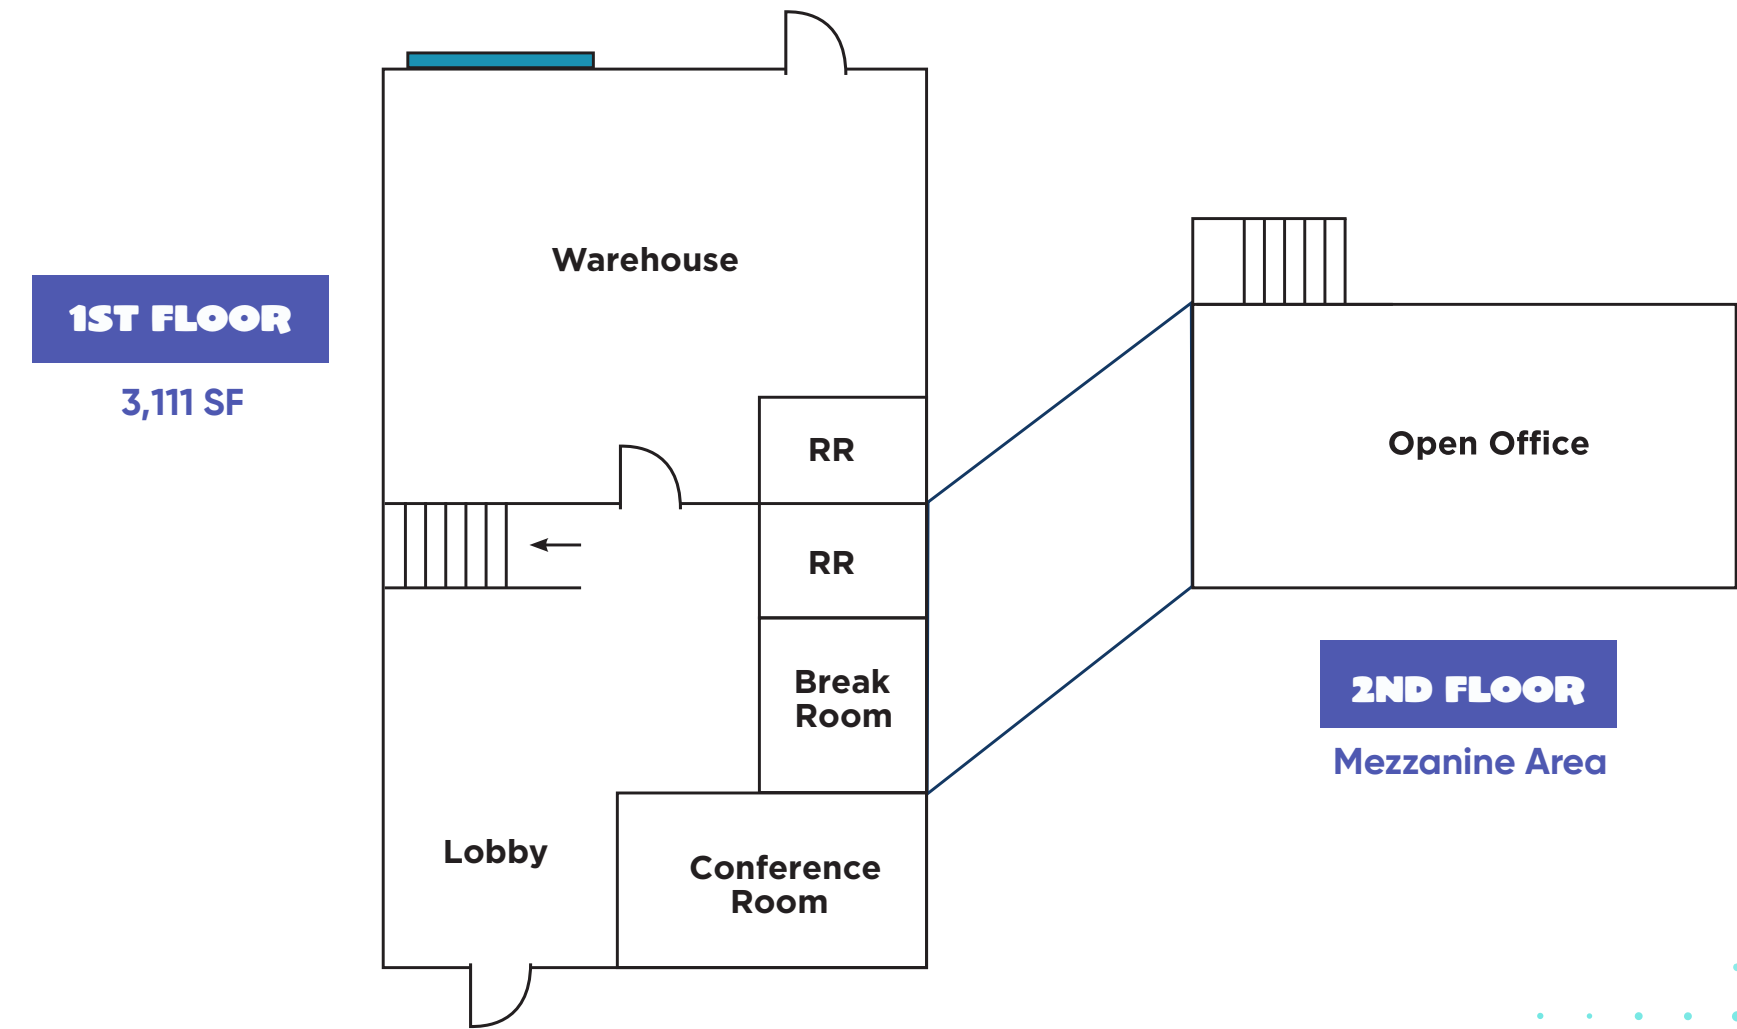 1ST FLOOR
3,111 SF
Warehouse
RR
RR
Break
Room
Lobby
Conference
Room
Open Office
2ND FLOOR
Mezzanine Area